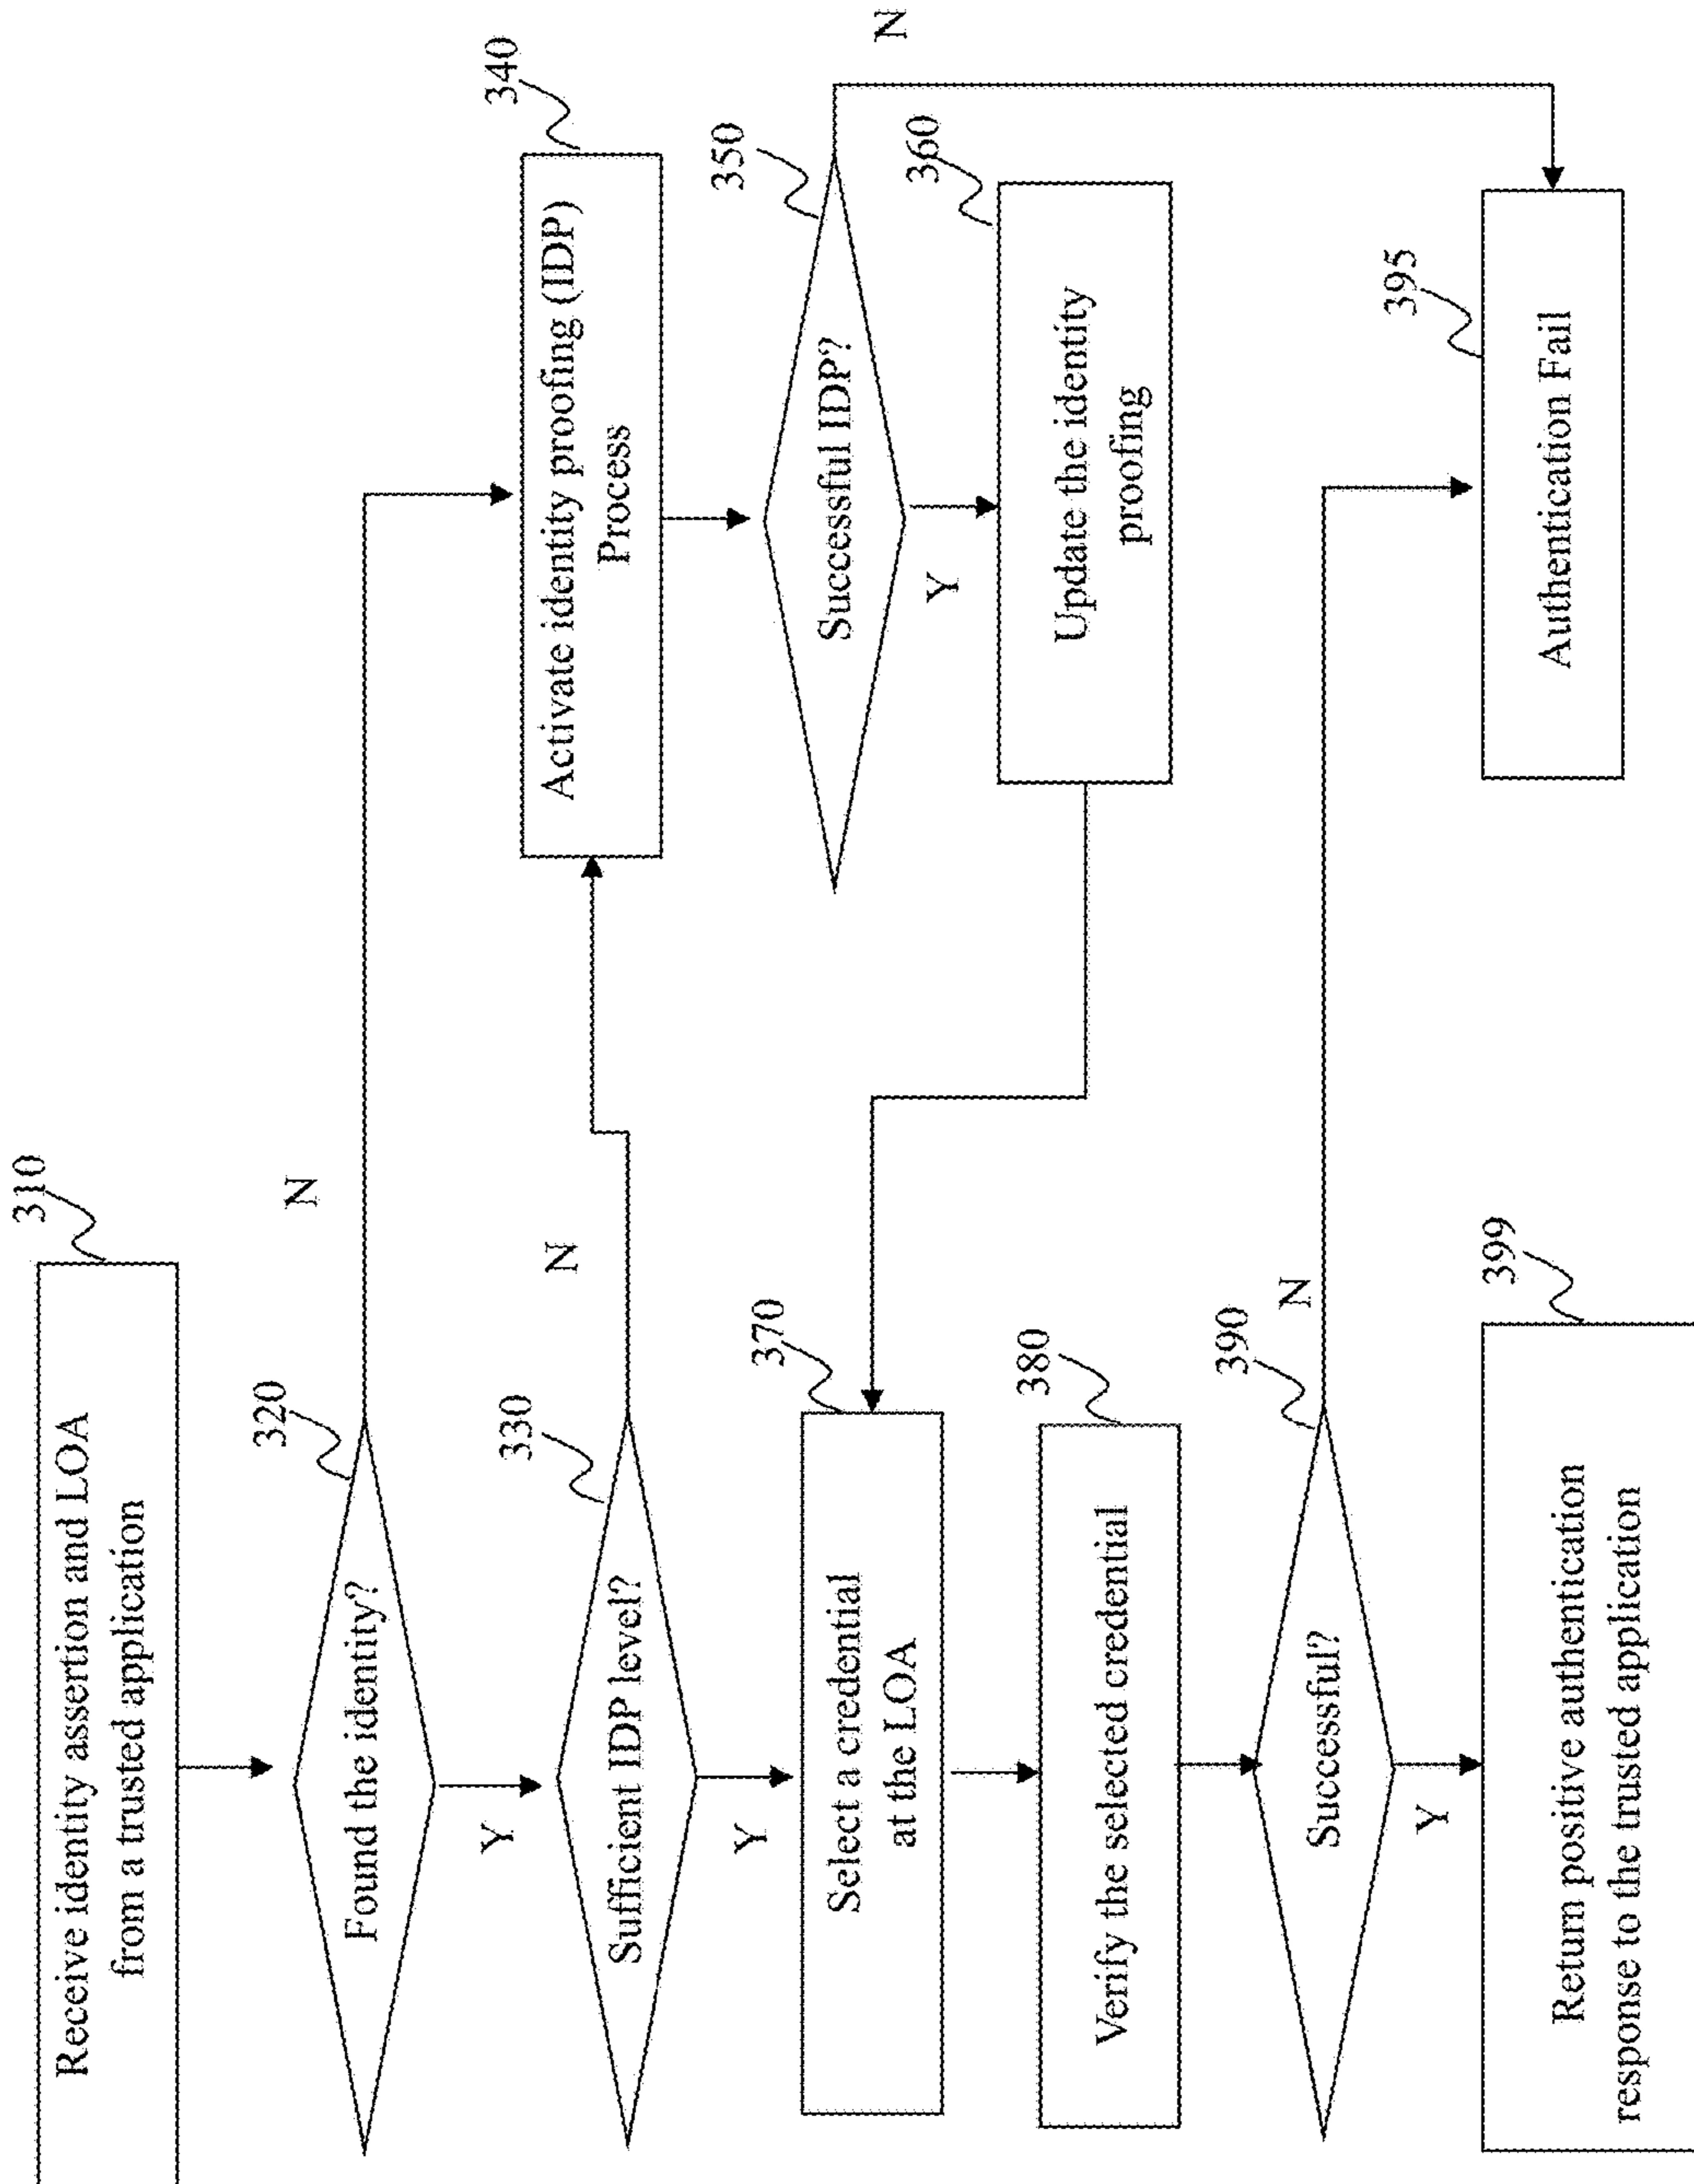 310
Receive identity assertion and LOA
from a trusted application
320
Found the identity?
N
Y
330
Sufficient IDP level?
N
Y
340
Activate identity proofing (IDP)
Process
350
Successful IDP?
N
Y
360
Update the identity
proofing
370
Select a credential
at the LOA
380
Verify the selected credential
390
Successful?
N
Y
395
Authentication Fail
399
Return positive authentication
response to the trusted application